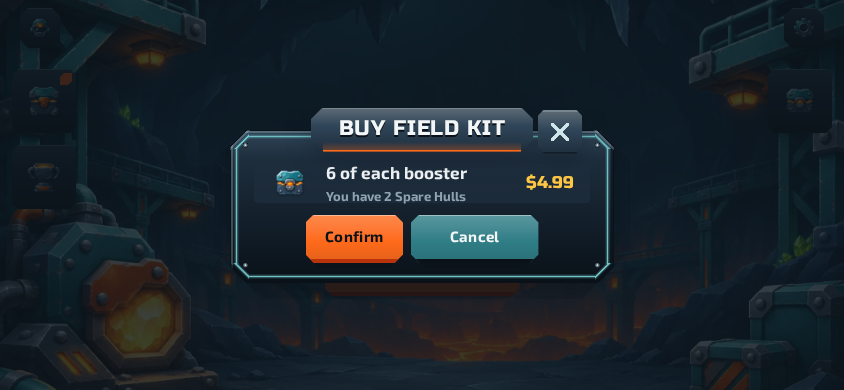 BUY FIELD KIT
6 of each booster
You have 2 Spare Hulls
$4.99
Confirm
Cancel